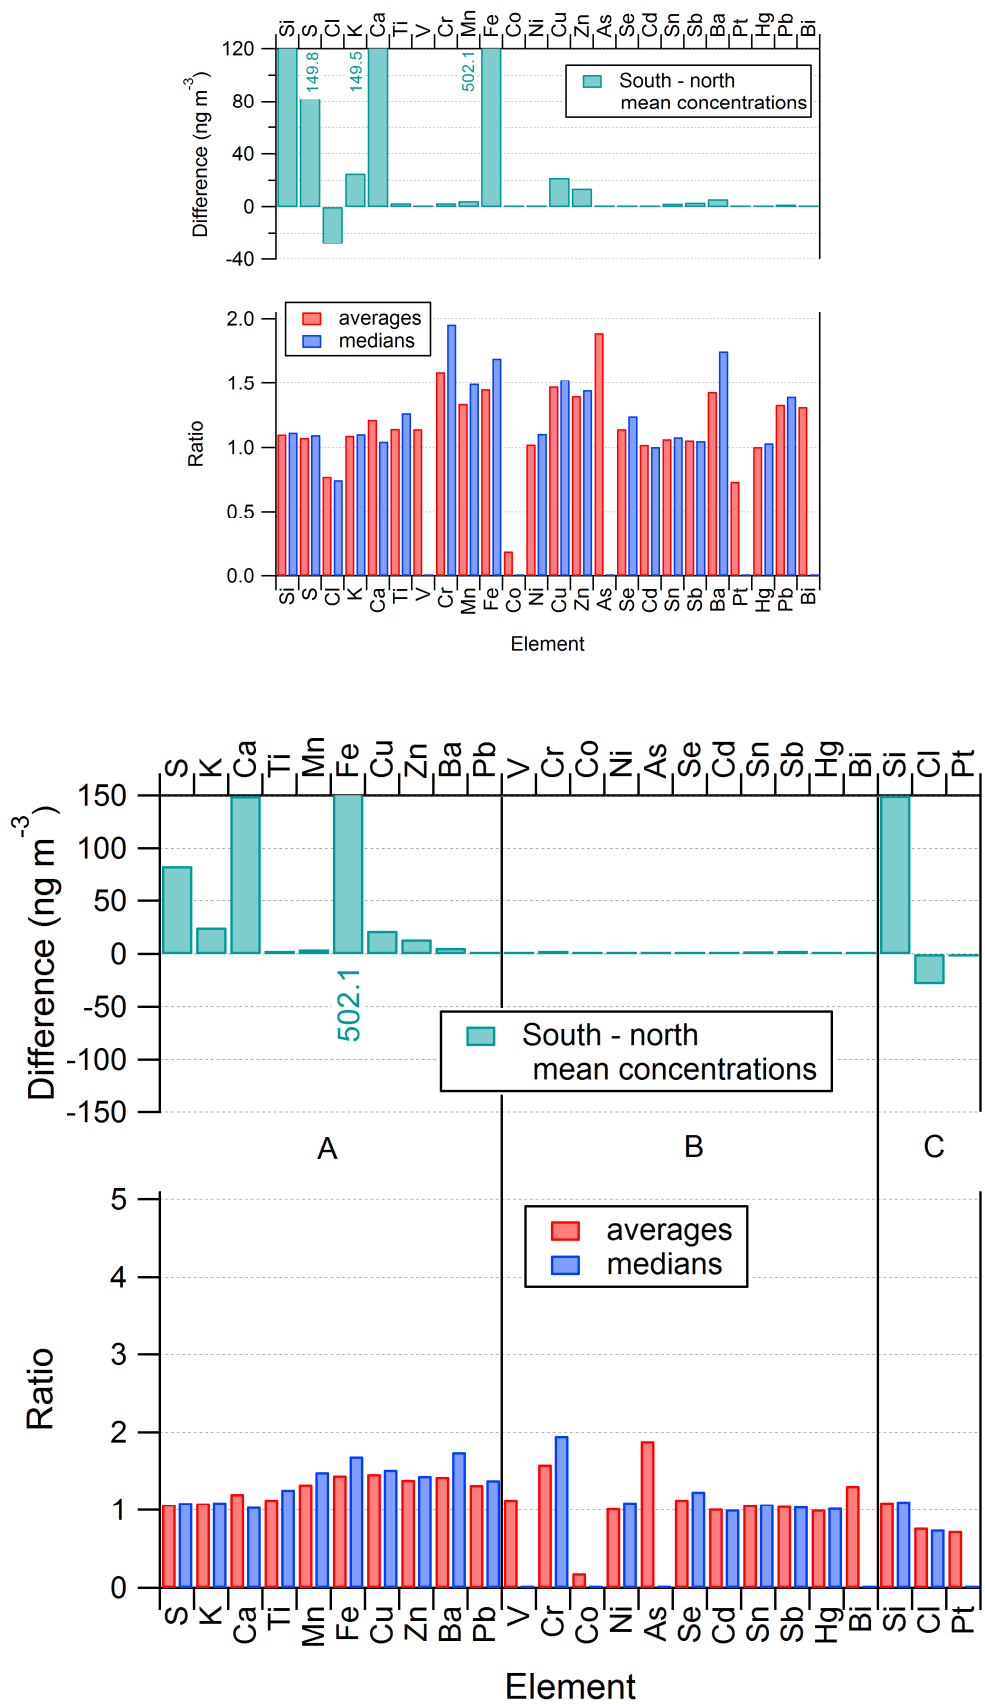 Si S Cl K Ca Ti V Cr Mn Fe Co Ni Cu Zn As Se Cd Sn Sb Ba Pt Hg Pb Bi
120
80
40
0
-40
Difference (ng m-3)
149.8
149.5
502.1
South - north
mean concentrations
2.0
1.5
1.0
0.5
0.0
Ratio
averages
medians
Si S Cl K Ca Ti V Cr Mn Fe Co Ni Cu Zn As Se Cd Sn Sb Ba Pt Hg Pb Bi
Element
S K Ca Ti Mn Fe Cu Zn Ba Pb V Cr Co Ni As Se Cd Sn Sb Hg Bi Si Cl Pt
150
100
50
0
-50
-100
-150
Difference (ng m-3)
502.1
South - north
mean concentrations
A B C
5
4
3
2
1
0
Ratio
averages
medians
S K Ca Ti Mn Fe Cu Zn Ba Pb V Cr Co Ni As Se Cd Sn Sb Hg Bi Si Cl Pt
Element